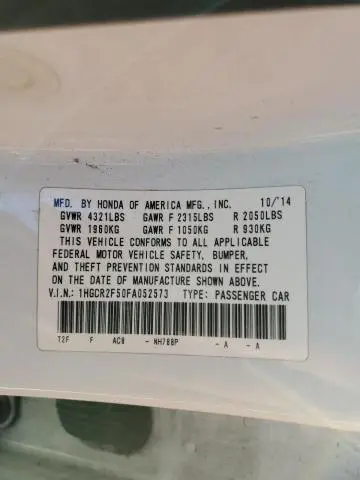 MFD. BY HONDA OF AMERICA MFG., INC. 10/'14
GVWR 4321LBS GAWR F 2315LBS R 2050LBS
GVWR 1960KG GAWR F 1050KG R 930KG
THIS VEHICLE CONFORMS TO ALL APPLICABLE
FEDERAL MOTOR VEHICLE SAFETY, BUMPER,
AND THEFT PREVENTION STANDARDS IN EFFECT
ON THE DATE OF MANUFACTURE SHOWN ABOVE.
V.I.N: 1HGCR2F50FA052573 TYPE: PASSENGER CAR
T2F F AC8 - NH788P - A - A